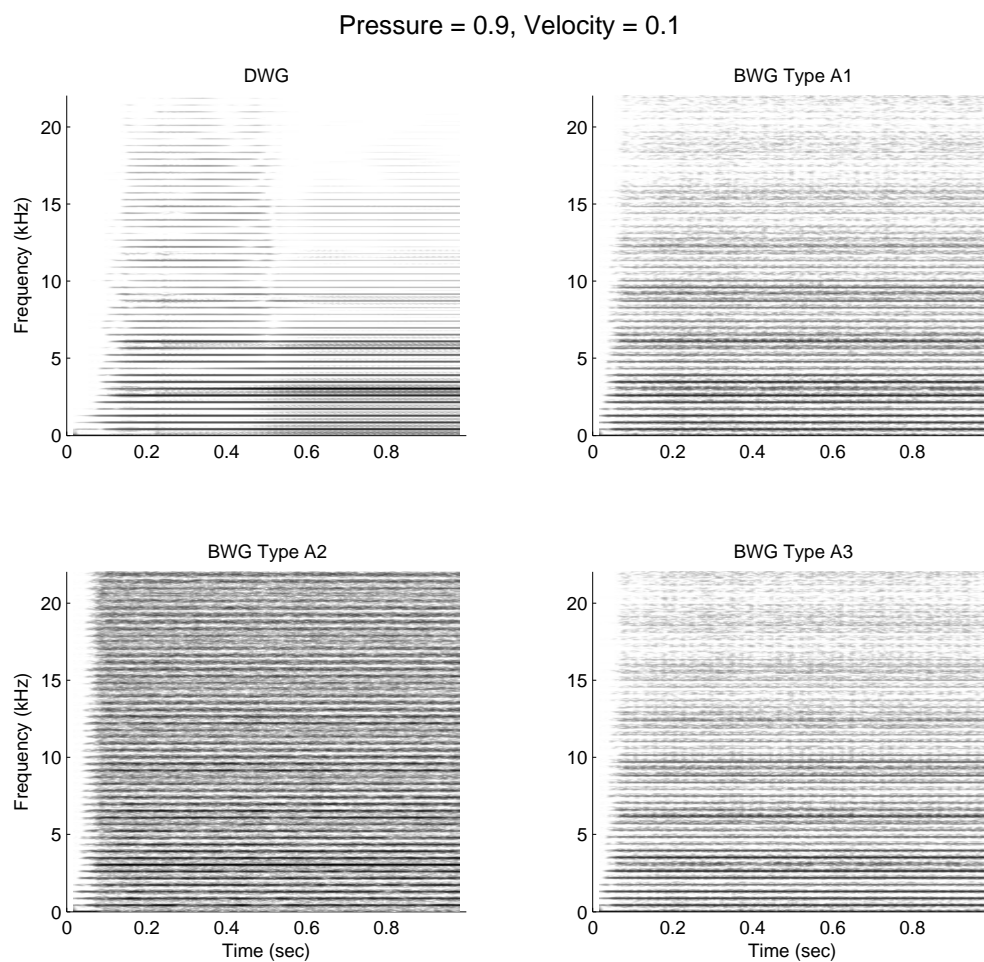 Pressure = 0.9, Velocity = 0.1
DWG
Frequency (kHz)
20
15
10
5
0
0 0.2 0.4 0.6 0.8
BWG Type A1
20
15
10
5
0
0 0.2 0.4 0.6 0.8
BWG Type A2
Frequency (kHz)
20
15
10
5
0
0 0.2 0.4 0.6 0.8
Time (sec)
BWG Type A3
20
15
10
5
0
0 0.2 0.4 0.6 0.8
Time (sec)